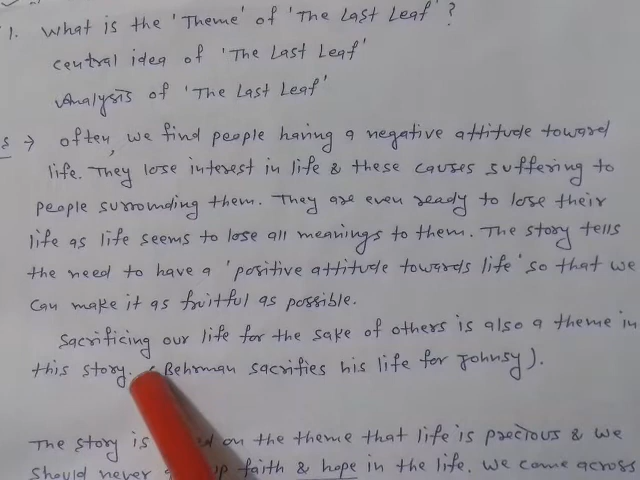 1. What is the 'Theme' of 'The Last Leaf' ?
Central idea of 'The Last Leaf'
Analysis of 'The Last Leaf'
s → often, we find people having a negative attitude toward
life. They lose interest in life & these causes suffering to
people surrounding them. They are even ready to lose their
life as life seems to lose all meanings to them. The story tells
the need to have a 'positive attitude towards life' so that we
can make it as fruitful as possible.
Sacrificing our life for the sake of others is also a theme in
this story. (Behrman sacrifies his life for Johnsy).
The story is on the theme that life is precious & we
should never up faith & hope in the life. We come across